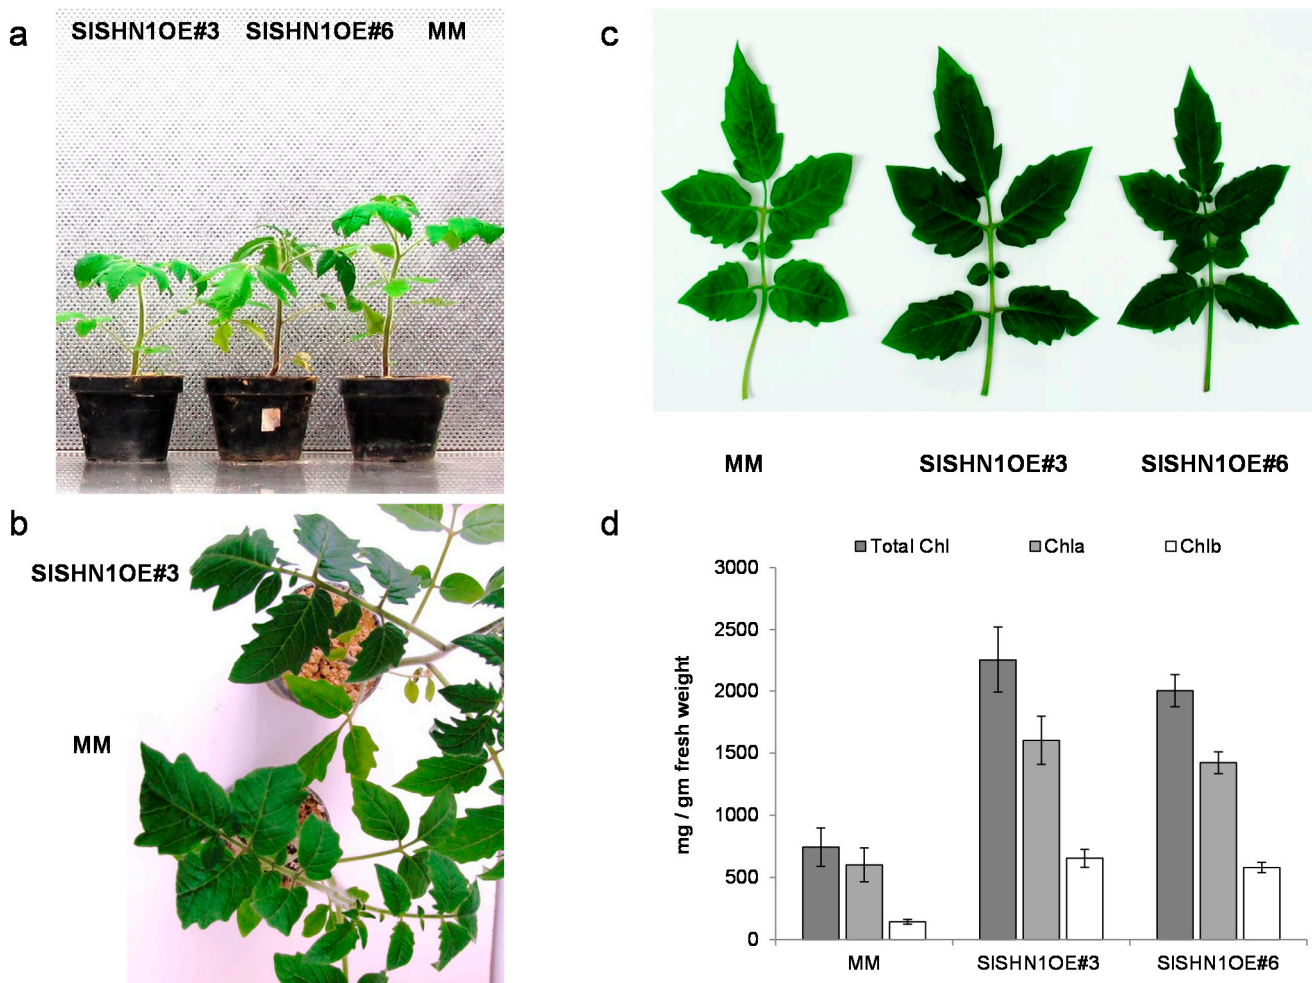 a
SlSHN1OE#3 SlSHN1OE#6 MM
b
SlSHN1OE#3
MM
c
MM SlSHN1OE#3 SlSHN1OE#6
d
Total Chl Chla Chlb
mg / gm fresh weight
3000
2500
2000
1500
1000
500
0
MM SlSHN1OE#3 SlSHN1OE#6